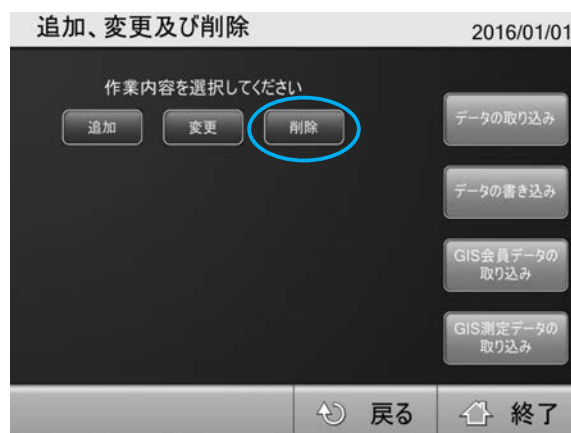 追加、変更及び削除
2016/01/01
作業内容を選択してください
追加
変更
削除
データの取り込み
データの書き込み
GIS会員データの
取り込み
GIS測定データの
取り込み
戻る
終了